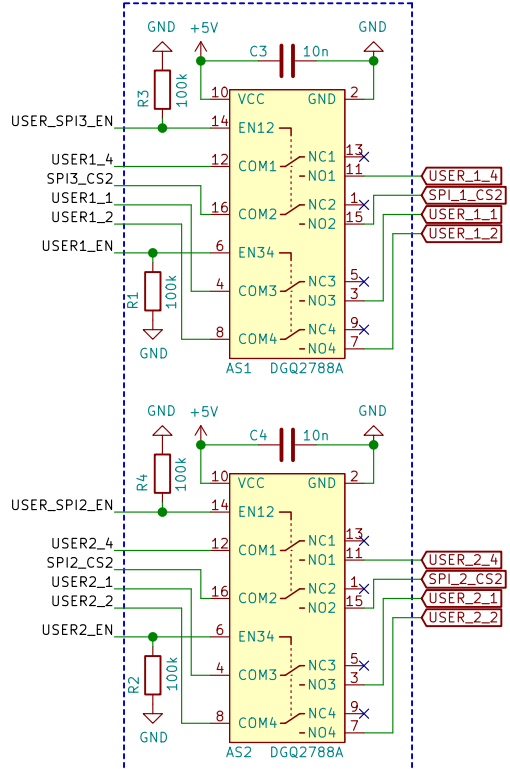 GND +5V GND
C3 10n
R3 100k
10 VCC GND 2
USER_SPI3_EN 14 EN12
USER1_4 12 COM1 NC1 13
NO1 11 USER_1_4
SPI3_CS2 16 COM2 NC2 1 SPI_1_CS2
USER1_1 NO2 15 USER_1_1
USER1_2 USER_1_2
USER1_EN 6 EN34
R1 100k
4 COM3 NC3 5
NO3 3
GND 8 COM4 NC4 9
NO4 7
AS1 DGQ2788A
GND +5V GND
C4 10n
R4 100k
10 VCC GND 2
USER_SPI2_EN 14 EN12
USER2_4 12 COM1 NC1 13
NO1 11 USER_2_4
SPI2_CS2 16 COM2 NC2 1 SPI_2_CS2
USER2_1 NO2 15 USER_2_1
USER2_2 USER_2_2
USER2_EN 6 EN34
R2 100k
4 COM3 NC3 5
NO3 3
GND 8 COM4 NC4 9
NO4 7
AS2 DGQ2788A